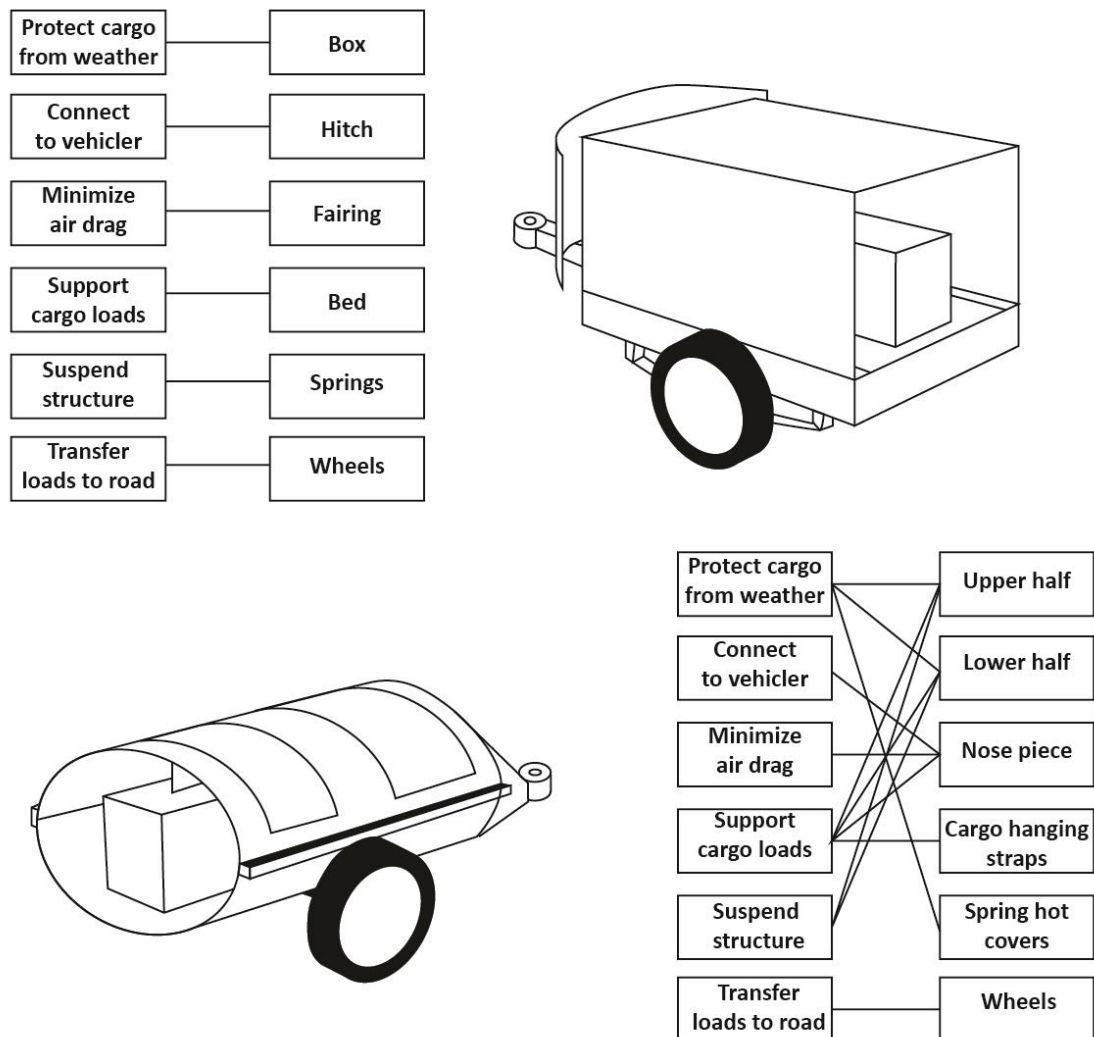 Protect cargo
from weather
Box
Connect
to vehicler
Hitch
Minimize
air drag
Fairing
Support
cargo loads
Bed
Suspend
structure
Springs
Transfer
loads to road
Wheels
Protect cargo
from weather
Upper half
Connect
to vehicler
Lower half
Minimize
air drag
Nose piece
Support
cargo loads
Cargo hanging
straps
Suspend
structure
Spring hot
covers
Transfer
loads to road
Wheels